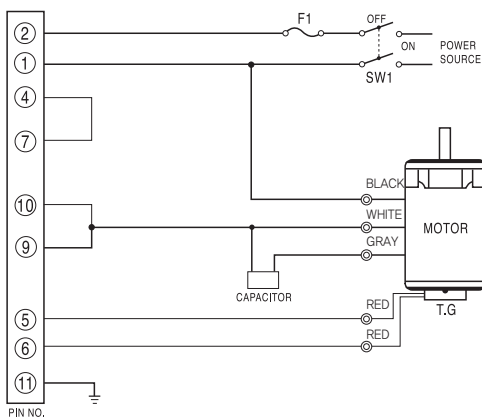 F1
OFF
ON
POWER
SOURCE
SW1
2
1
4
7
10
9
5
6
11
BLACK
WHITE
GRAY
MOTOR
CAPACITOR
RED
RED
T.G
PIN NO.